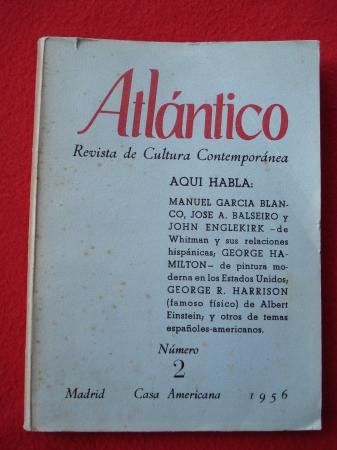 Atlántico
Revista de Cultura Contemporánea
AQUI HABLA:
MANUEL GARCIA BLAN-
CO, JOSE A. BALSEIRO y
JOHN ENGLEKIRK —de
Whitman y sus relaciones
hispánicas; GEORGE HA-
MILTON— de pintura mo-
derna en los Estados Unidos;
GEORGE R. HARRISON
(famoso físico) de Albert
Einstein; y otros de temas
españoles-americanos.
Número
2
Madrid Casa Americana 1956